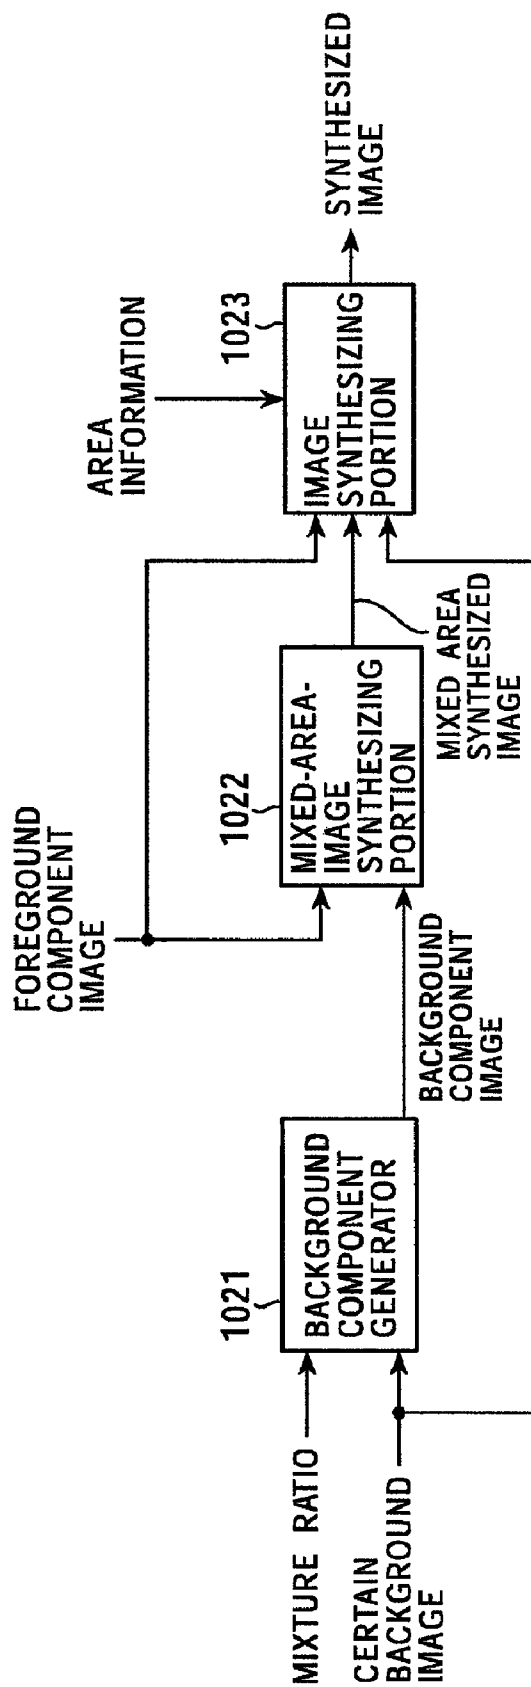 MIXTURE RATIO
CERTAIN
BACKGROUND
IMAGE
1021
BACKGROUND
COMPONENT
GENERATOR
BACKGROUND
COMPONENT
IMAGE
FOREGROUND
COMPONENT
IMAGE
1022
MIXED-AREA-
IMAGE
SYNTHESIZING
PORTION
MIXED AREA
SYNTHESIZED
IMAGE
AREA
INFORMATION
1023
IMAGE
SYNTHESIZING
PORTION
SYNTHESIZED
IMAGE